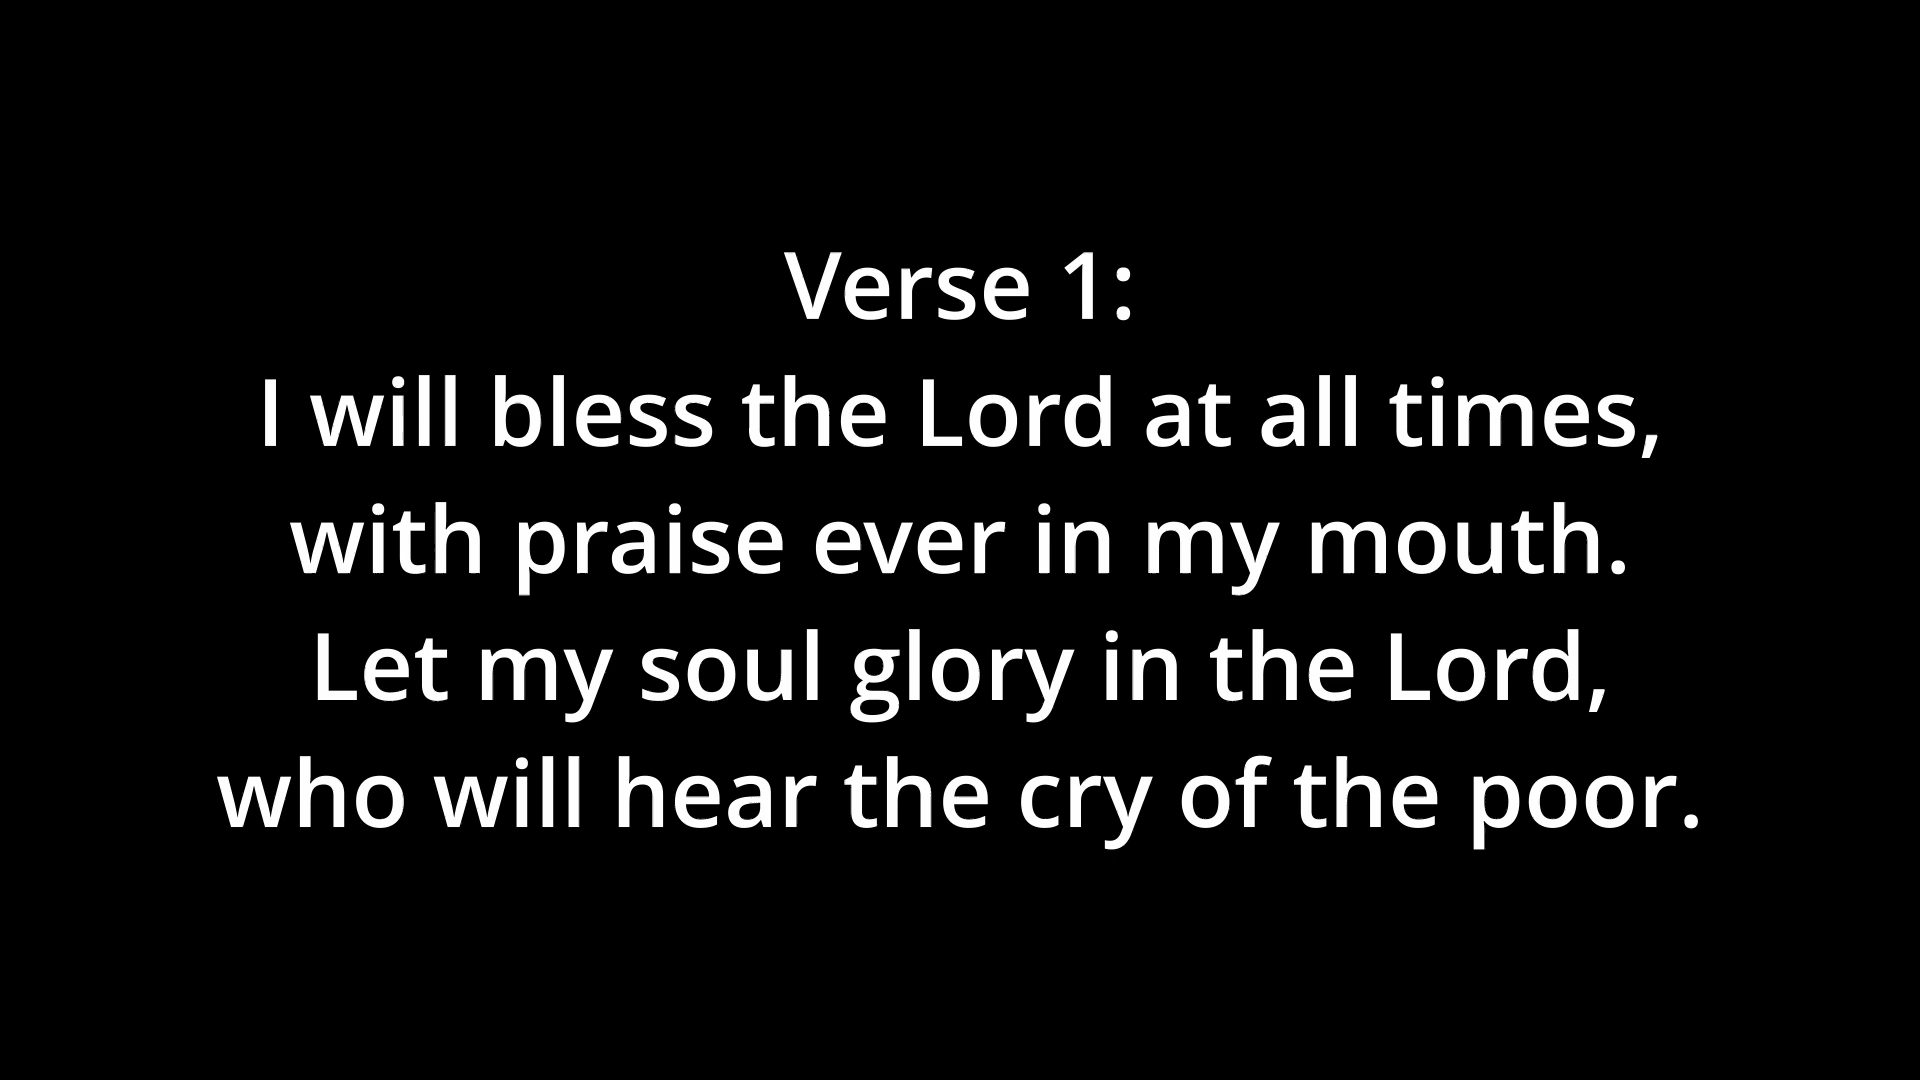 Verse 1:
I will bless the Lord at all times,
with praise ever in my mouth.
Let my soul glory in the Lord,
who will hear the cry of the poor.